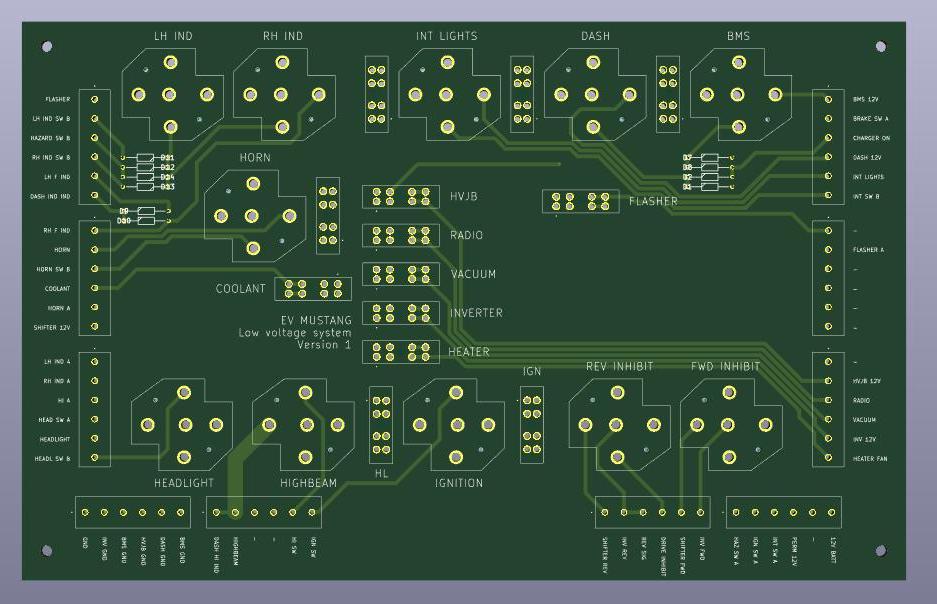 LH IND
RH IND
INT LIGHTS
DASH
BMS
FLASHER
LH IND SW B
HAZARD SW B
RH IND SW B
LH F IND
DASH IND IND
D11
D12
D14
D13
D9
D10
HORN
D7
D8
D2
D1
BMS 12V
BRAKE SW A
CHARGER ON
DASH 12V
INT LIGHTS
INT SW B
HVJB
FLASHER
RADIO
VACUUM
INVERTER
HEATER
RH F IND
HORN
HORN SW B
COOLANT
HORN A
SHIFTER 12V
COOLANT
EV MUSTANG
Low voltage system
Version 1
–
FLASHER A
–
–
–
–
LH IND A
RH IND A
HI A
HEAD SW A
HEADLIGHT
HEADL SW B
IGN
REV INHIBIT
FWD INHIBIT
–
HVJB 12V
RADIO
VACUUM
INV 12V
HEATER FAN
HEADLIGHT
HIGHBEAM
HL
IGNITION
GND
INV GND
BMS GND
HVJB GND
DASH GND
BMS GND
DASH HI IND
HIGHBEAM
–
–
HI SW
IGN SW
SHIFTER REV
INV REV
REV SIG
DRIVE INHIBIT
SHIFTER FWD
INV FWD
HAZ SW A
IGN SW A
INT SW A
PERM 12V
–
12V BATT